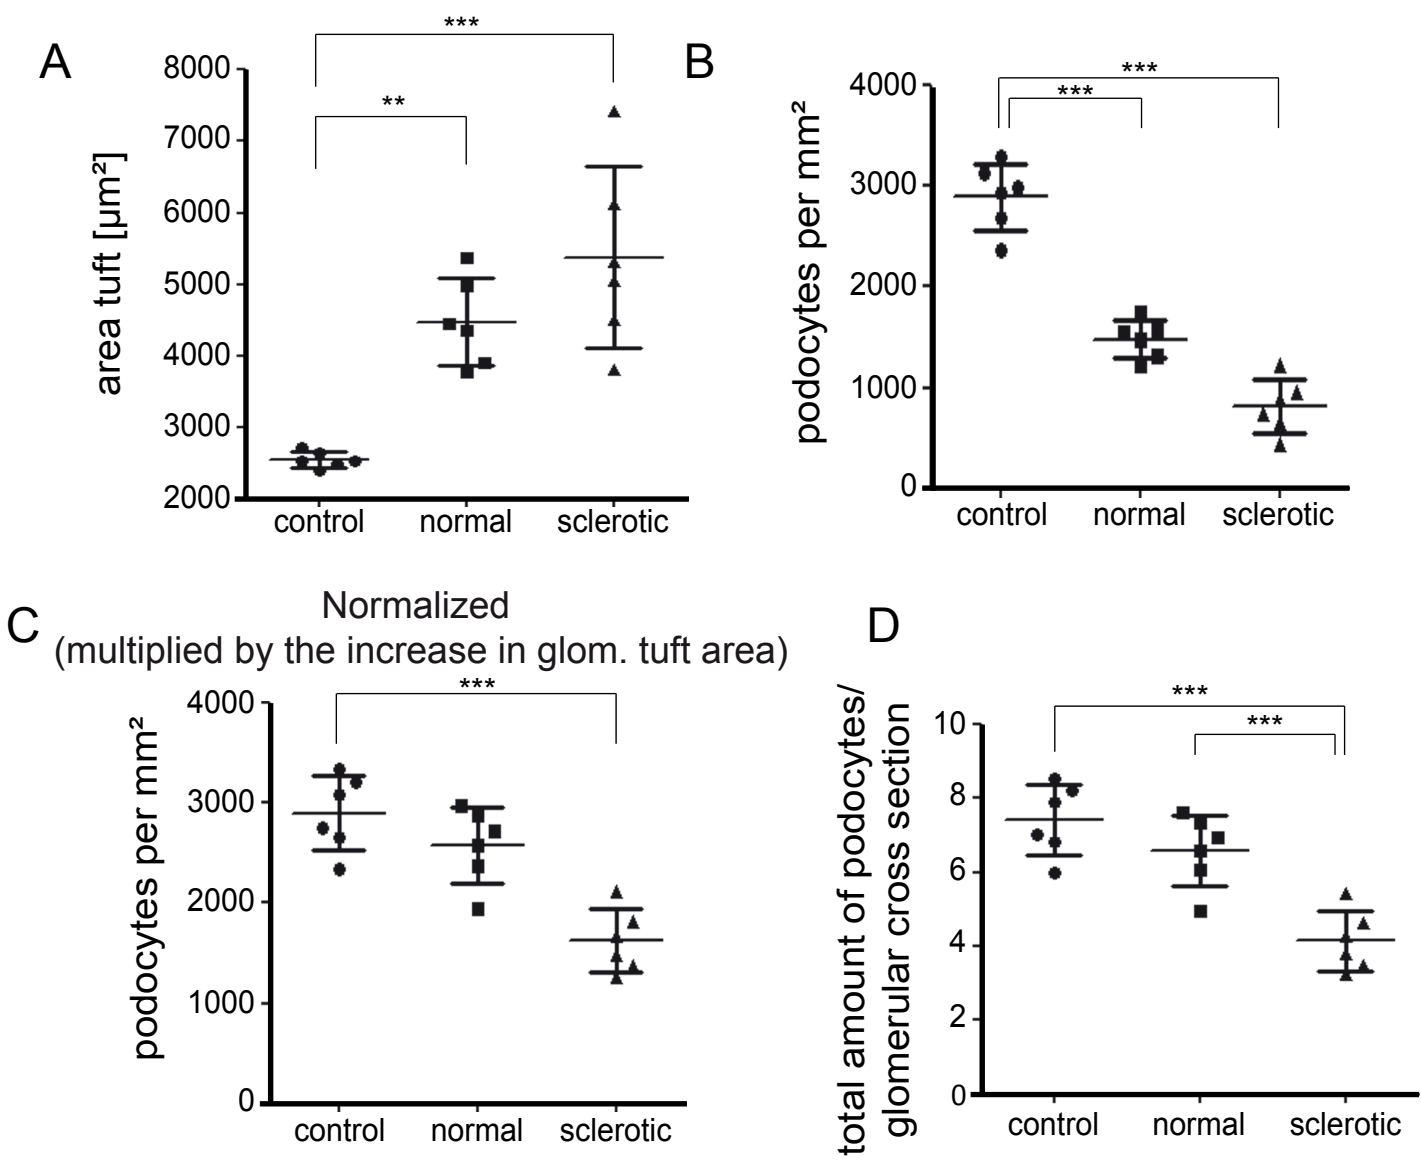 A
***
**
8000
7000
6000
5000
4000
3000
2000
area tuft [µm²]
control normal sclerotic
B
***
***
4000
3000
2000
1000
0
podocytes per mm²
control normal sclerotic
C
Normalized
(multiplied by the increase in glom. tuft area)
***
4000
3000
2000
1000
0
podocytes per mm²
control normal sclerotic
D
***
***
10
8
6
4
2
0
total amount of podocytes/
glomerular cross section
control normal sclerotic